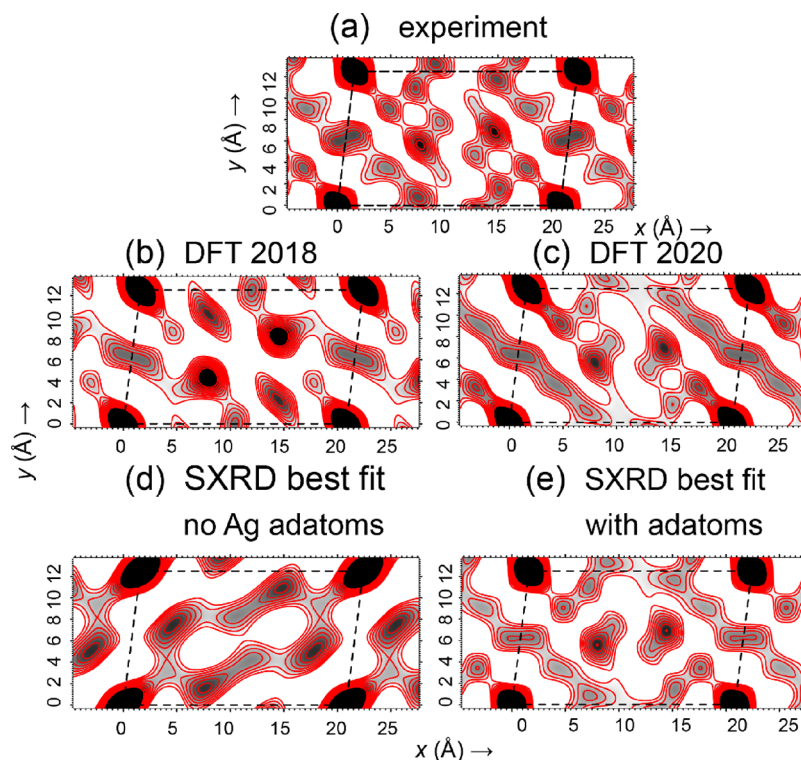 (a) experiment
y (Å) →
0 2 4 6 8 10 12
0 5 10 15 20 25
x (Å) →
(b) DFT 2018
(c) DFT 2020
0 2 4 6 8 10 12
0 5 10 15 20 25
0 2 4 6 8 10 12
0 5 10 15 20 25
y (Å) →
(d) SXRD best fit
no Ag adatoms
(e) SXRD best fit
with adatoms
0 2 4 6 8 10 12
0 5 10 15 20 25
0 2 4 6 8 10 12
0 5 10 15 20 25
x (Å) →